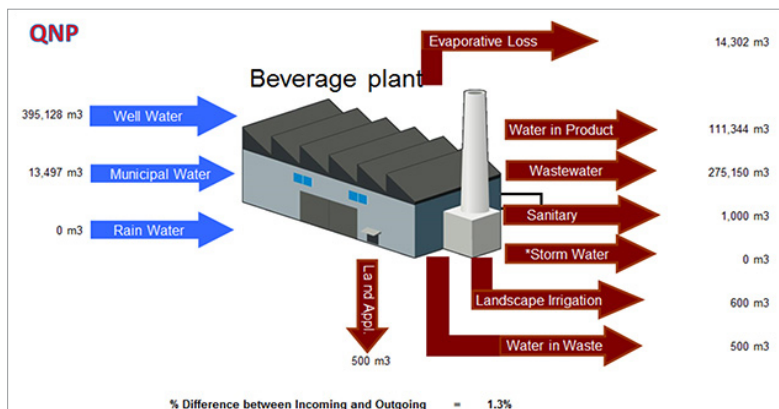 QNP
Evaporative Loss
14,302 m3
Beverage plant
395,128 m3
Well Water
Water in Product
111,344 m3
13,497 m3
Municipal Water
Wastewater
275,150 m3
Sanitary
1,000 m3
0 m3
Rain Water
*Storm Water
0 m3
La nd Appl.
Landscape Irrigation
600 m3
Water in Waste
500 m3
500 m3
% Difference between Incoming and Outgoing = 1.3%